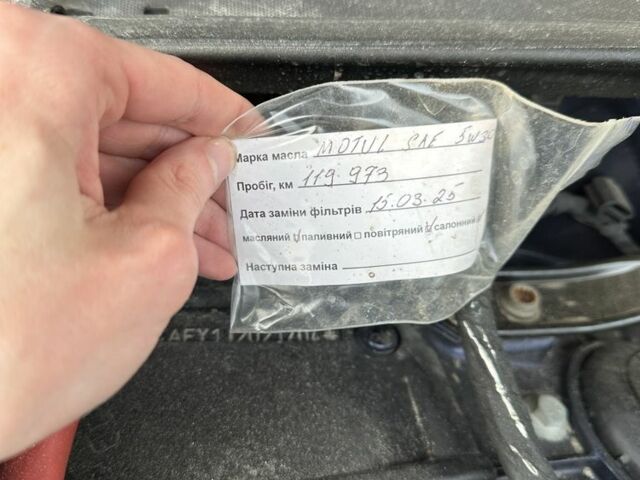 Марка масла MOTUL SAE 5W30
Пробіг, км 119.973
Дата заміни фільтрів 15.03.25
масляний паливний повітряний салонний
Наступна заміна